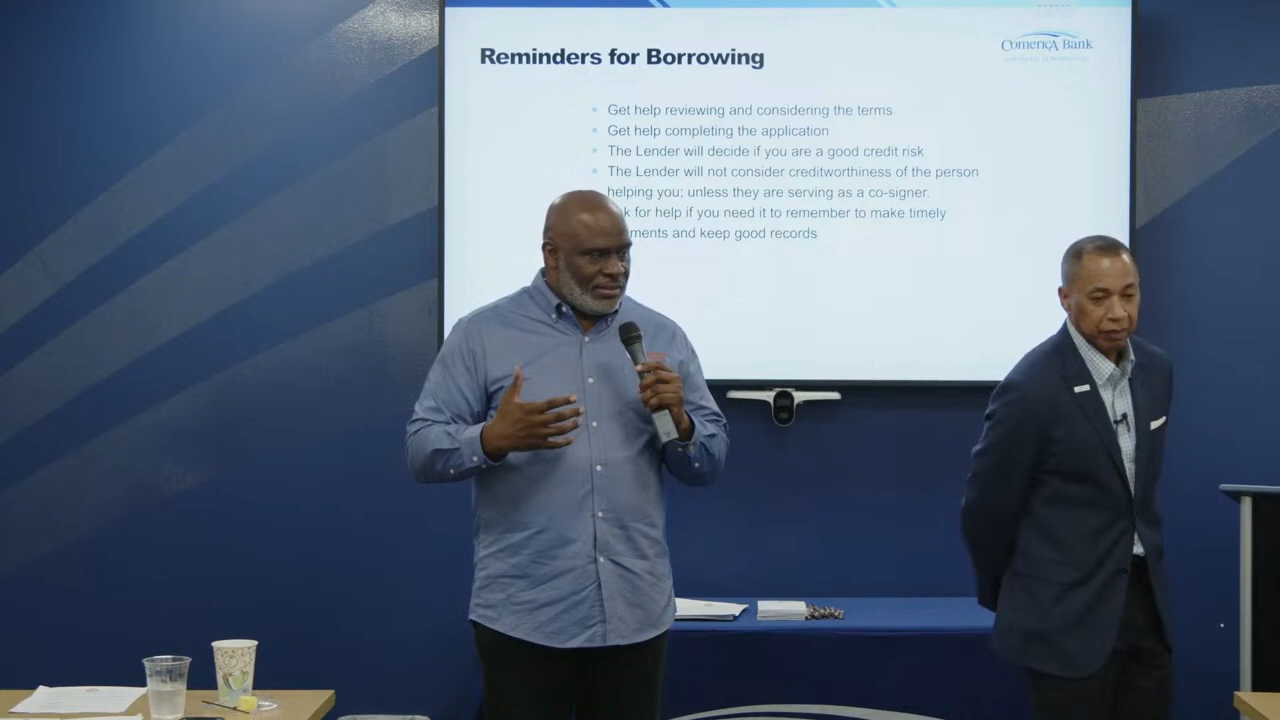 Reminders for Borrowing
ComericA Bank
Get help reviewing and considering the terms
Get help completing the application
The Lender will decide if you are a good credit risk
The Lender will not consider creditworthiness of the person
helping you; unless they are serving as a co-signer.
for help if you need it to remember to make timely
and keep good records